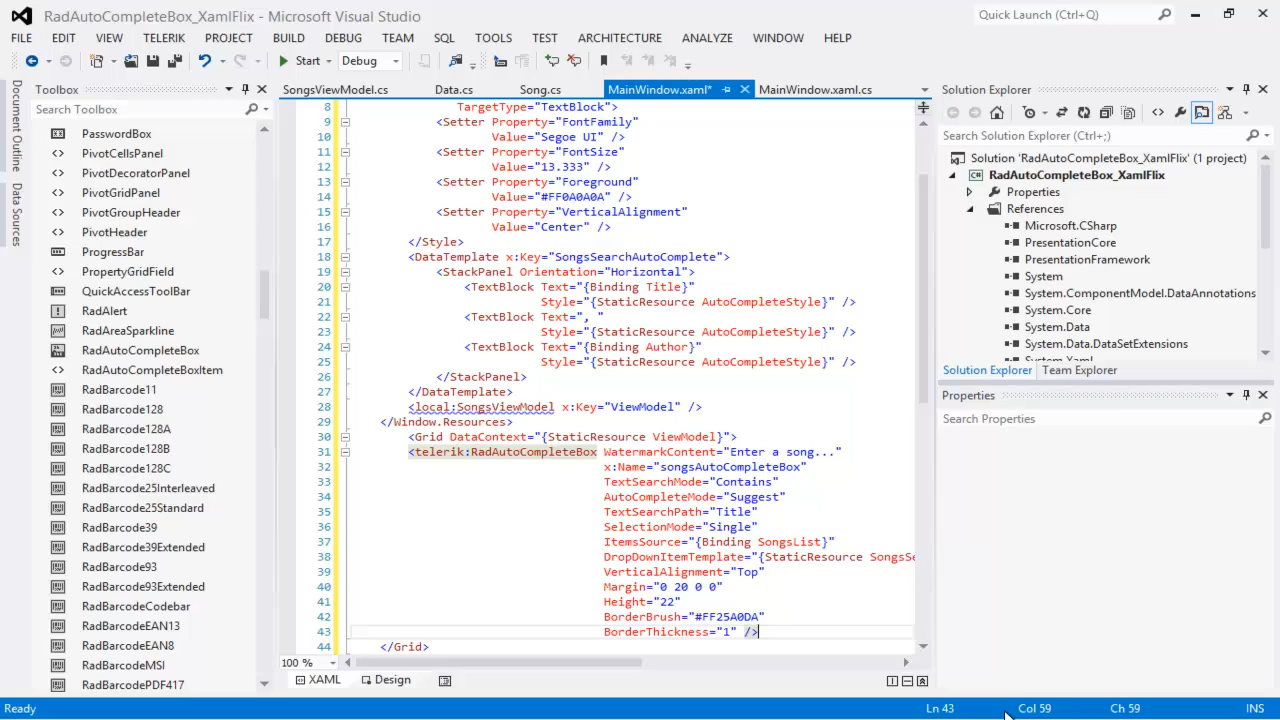 RadAutoCompleteBox_XamlFlix - Microsoft Visual Studio
Quick Launch (Ctrl+Q)
FILE EDIT VIEW TELERIK PROJECT BUILD DEBUG TEAM SQL TOOLS TEST ARCHITECTURE ANALYZE WINDOW HELP
Start Debug
Document Outline
Data Sources
Toolbox
Search Toolbox
PasswordBox
PivotCellsPanel
PivotDecoratorPanel
PivotGridPanel
PivotGroupHeader
PivotHeader
ProgressBar
PropertyGridField
QuickAccessToolBar
RadAlert
RadAreaSparkline
RadAutoCompleteBox
RadAutoCompleteBoxItem
RadBarcode11
RadBarcode128
RadBarcode128A
RadBarcode128B
RadBarcode128C
RadBarcode25Interleaved
RadBarcode25Standard
RadBarcode39
RadBarcode39Extended
RadBarcode93
RadBarcode93Extended
RadBarcodeCodebar
RadBarcodeEAN13
RadBarcodeEAN8
RadBarcodeMSI
RadBarcodePDF417
SongsViewModel.cs Data.cs Song.cs MainWindow.xaml* MainWindow.xaml.cs
8 TargetType="TextBlock">
9 <Setter Property="FontFamily"
10 Value="Segoe UI" />
11 <Setter Property="FontSize"
12 Value="13.333" />
13 <Setter Property="Foreground"
14 Value="#FF0A0A0A" />
15 <Setter Property="VerticalAlignment"
16 Value="Center" />
17 </Style>
18 <DataTemplate x:Key="SongsSearchAutoComplete">
19 <StackPanel Orientation="Horizontal">
20 <TextBlock Text="{Binding Title}"
21 Style="{StaticResource AutoCompleteStyle}" />
22 <TextBlock Text=", "
23 Style="{StaticResource AutoCompleteStyle}" />
24 <TextBlock Text="{Binding Author}"
25 Style="{StaticResource AutoCompleteStyle}" />
26 </StackPanel>
27 </DataTemplate>
28 <local:SongsViewModel x:Key="ViewModel" />
29 </Window.Resources>
30 <Grid DataContext="{StaticResource ViewModel}">
31 <telerik:RadAutoCompleteBox WatermarkContent="Enter a song..."
32 x:Name="songsAutoCompleteBox"
33 TextSearchMode="Contains"
34 AutoCompleteMode="Suggest"
35 TextSearchPath="Title"
36 SelectionMode="Single"
37 ItemsSource="{Binding SongsList}"
38 DropDownItemTemplate="{StaticResource SongsSe
39 VerticalAlignment="Top"
40 Margin="0 20 0 0"
41 Height="22"
42 BorderBrush="#FF25A0DA"
43 BorderThickness="1" />
44 </Grid>
100 %
XAML Design
Solution Explorer
Search Solution Explorer (Ctrl+;)
Solution 'RadAutoCompleteBox_XamlFlix' (1 project)
RadAutoCompleteBox_XamlFlix
Properties
References
Microsoft.CSharp
PresentationCore
PresentationFramework
System
System.ComponentModel.DataAnnotations
System.Core
System.Data
System.Data.DataSetExtensions
System.Xaml
Solution Explorer Team Explorer
Properties
Search Properties
Ready Ln 43 Col 59 Ch 59 INS